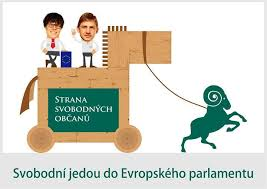 STRANA
SVOBODNÝCH
OBČANŮ
Svobodní jedou do Evropského parlamentu